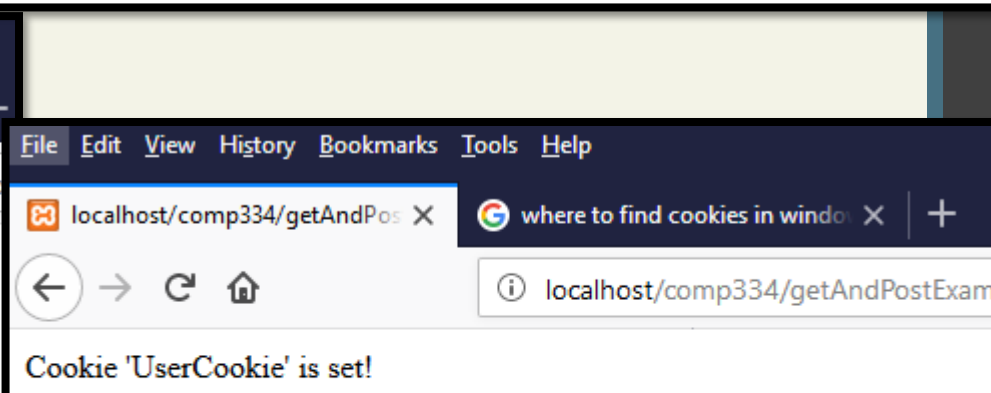 File Edit View History Bookmarks Tools Help
localhost/comp334/getAndPos where to find cookies in windo
localhost/comp334/getAndPostExam
Cookie 'UserCookie' is set!